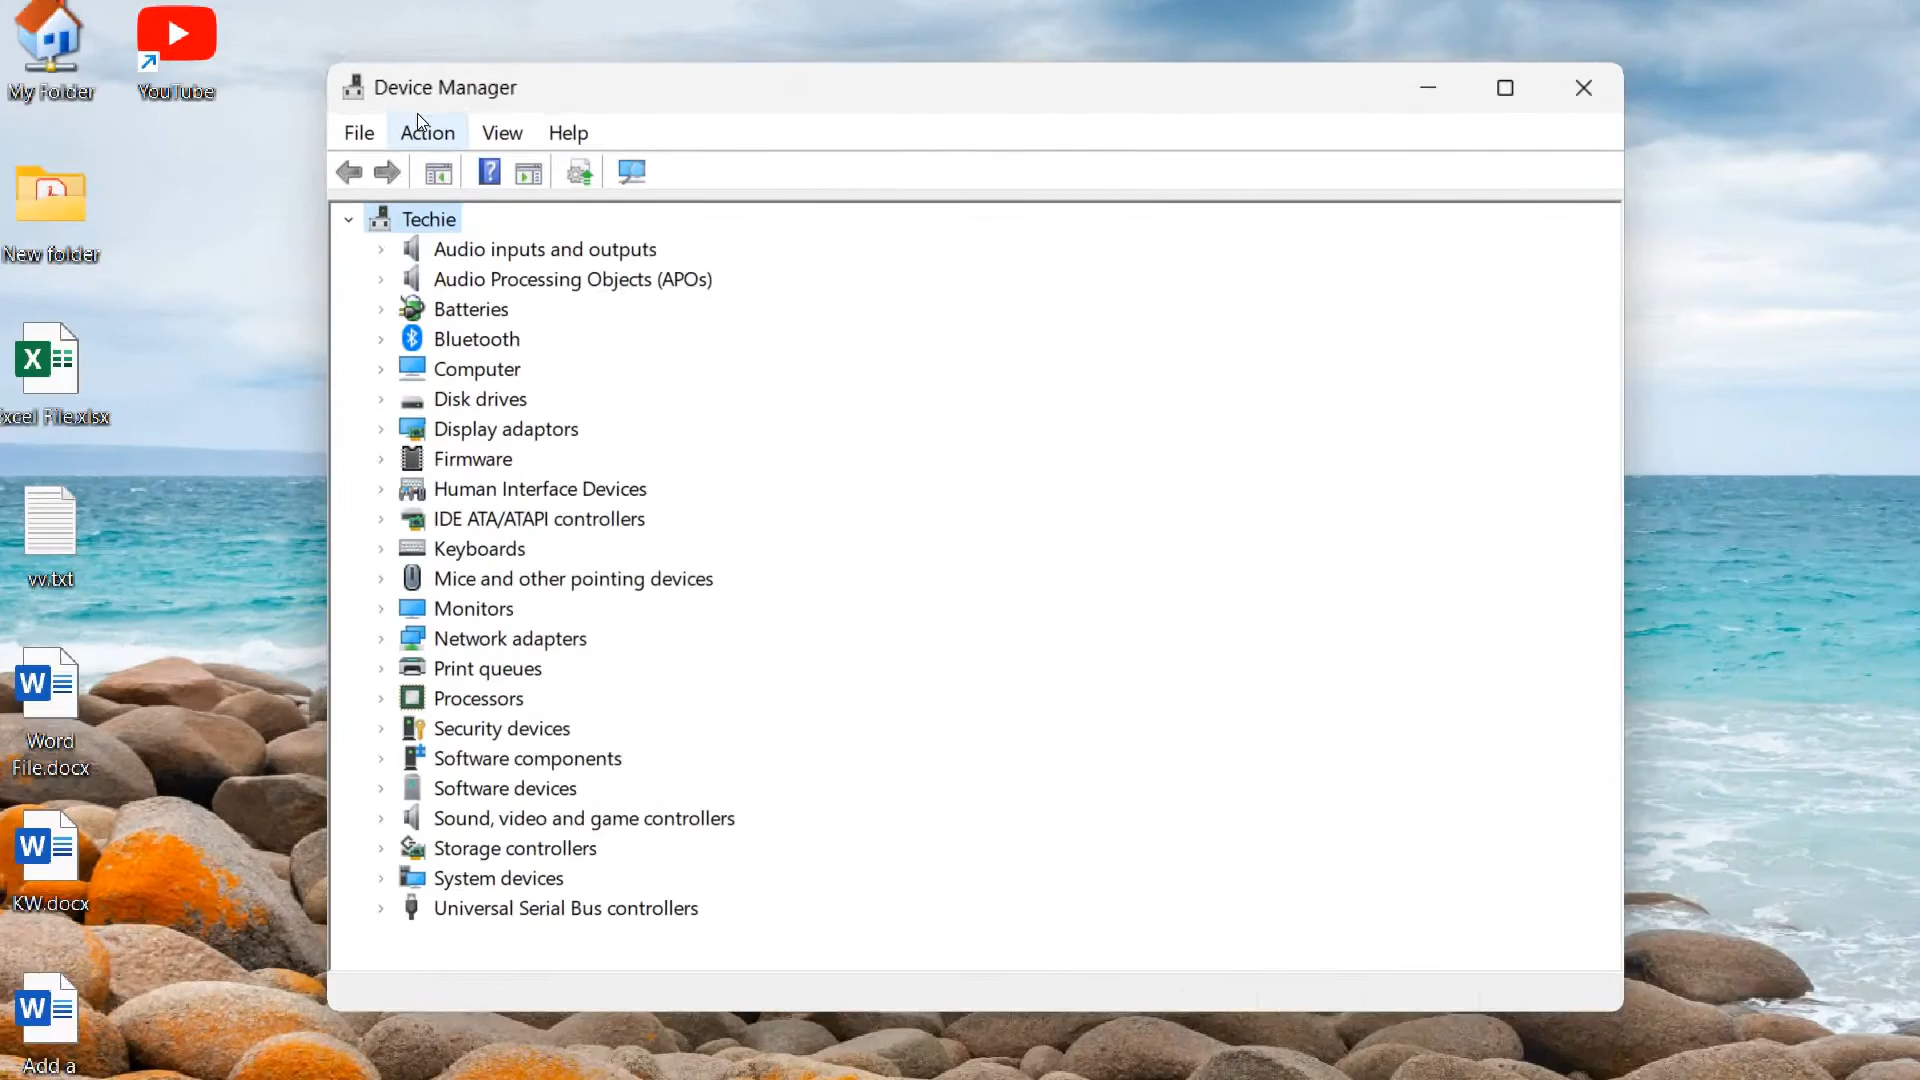 My Folder
YouTube
New folder
xcel File.xlsx
vv.txt
Word
File.docx
KW.docx
Add a
Device Manager
File Action View Help
Techie
Audio inputs and outputs
Audio Processing Objects (APOs)
Batteries
Bluetooth
Computer
Disk drives
Display adaptors
Firmware
Human Interface Devices
IDE ATA/ATAPI controllers
Keyboards
Mice and other pointing devices
Monitors
Network adapters
Print queues
Processors
Security devices
Software components
Software devices
Sound, video and game controllers
Storage controllers
System devices
Universal Serial Bus controllers